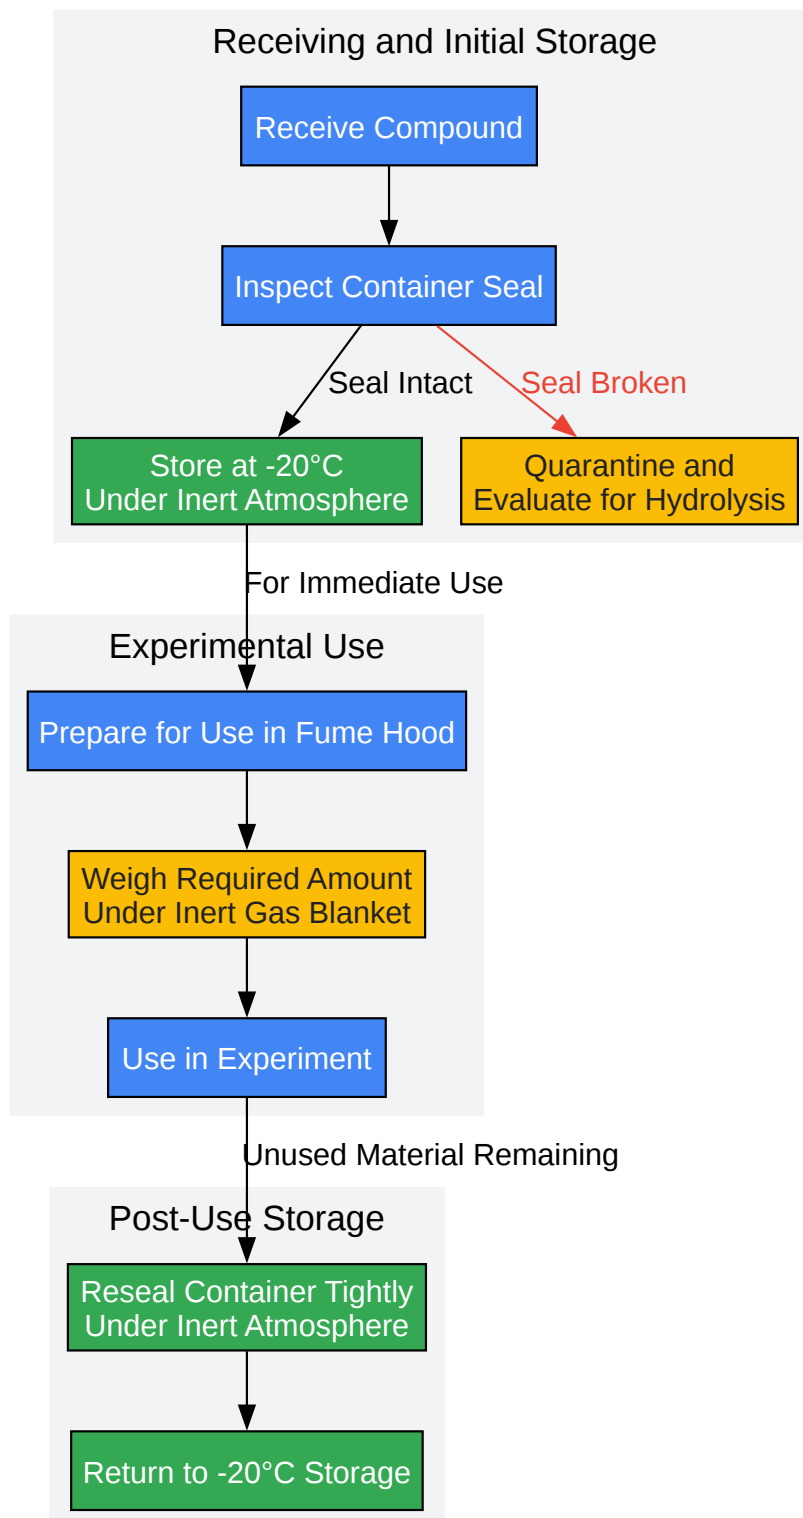 Receiving and Initial Storage
Receive Compound
Inspect Container Seal
Seal Intact
Seal Broken
Store at -20°C
Under Inert Atmosphere
Quarantine and
Evaluate for Hydrolysis
For Immediate Use
Experimental Use
Prepare for Use in Fume Hood
Weigh Required Amount
Under Inert Gas Blanket
Use in Experiment
Unused Material Remaining
Post-Use Storage
Reseal Container Tightly
Under Inert Atmosphere
Return to -20°C Storage